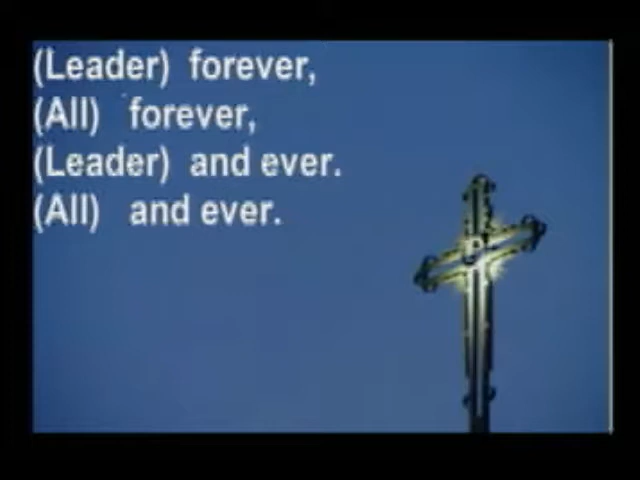 (Leader) forever,
(All) forever,
(Leader) and ever.
(All) and ever.